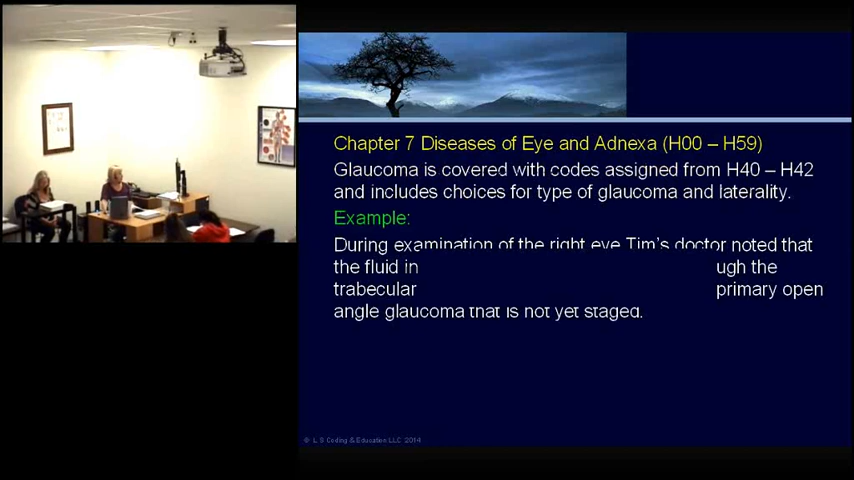 Chapter 7 Diseases of Eye and Adnexa (H00 – H59)
Glaucoma is covered with codes assigned from H40 – H42
and includes choices for type of glaucoma and laterality.
Example:
During examination of the right eye Tim's doctor noted that
the fluid in ugh the
trabecular primary open
angle glaucoma that is not yet staged.
© L S Coding & Education LLC 2014